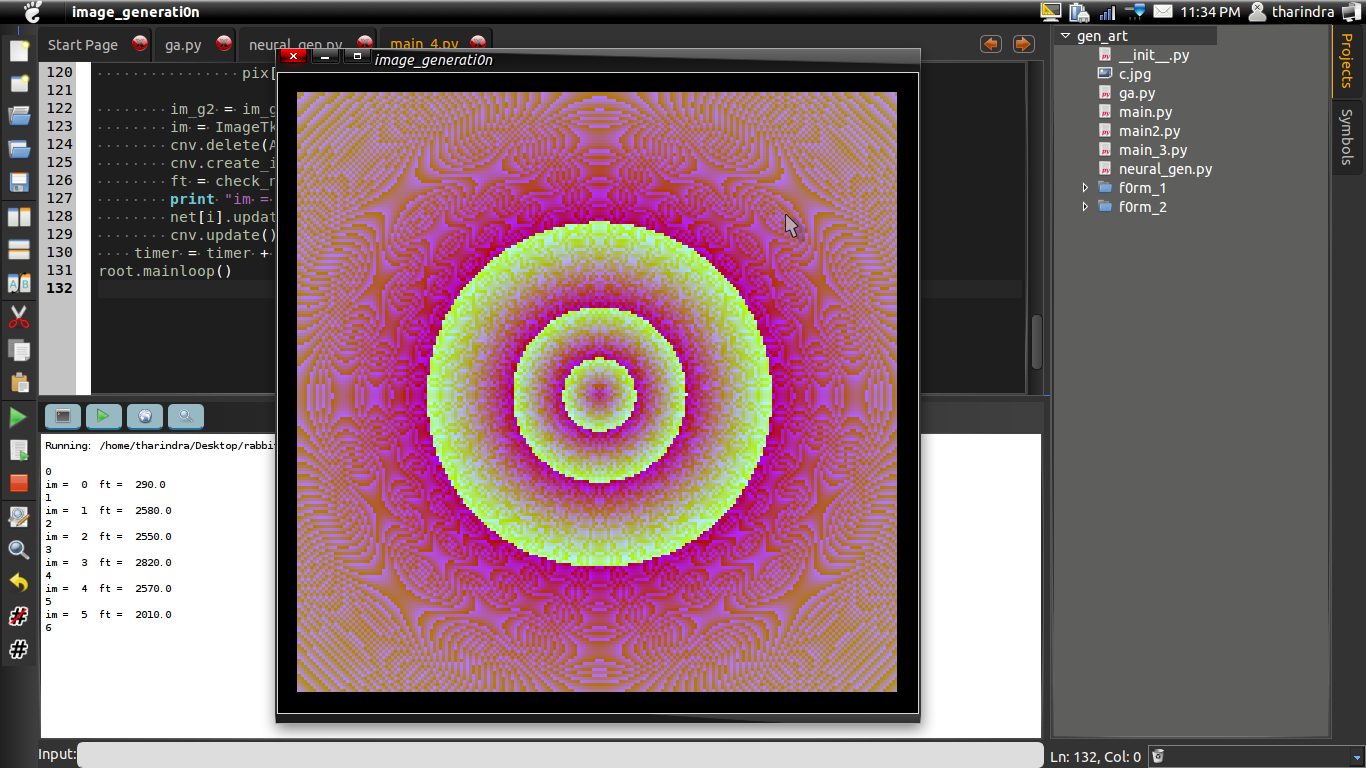 image_generati0n
11:34 PM tharindra
Start Page ga.py neural_gen.py main_4.py
image_generati0n
120 pix[
121
122 im_g2 = im_g
123 im = ImageTk
124 cnv.delete(A
125 cnv.create_i
126 ft = check_n
127 print "im =
128 net[i].updat
129 cnv.update()
130 timer = timer +
131 root.mainloop()
132
gen_art
__init__.py
c.jpg
ga.py
main.py
main2.py
main_3.py
neural_gen.py
f0rm_1
f0rm_2
Projects
Symbols
Running: /home/tharindra/Desktop/rabbi
0
im = 0 ft = 290.0
1
im = 1 ft = 2580.0
2
im = 2 ft = 2550.0
3
im = 3 ft = 2820.0
4
im = 4 ft = 2570.0
5
im = 5 ft = 2010.0
6
Input:
Ln: 132, Col: 0